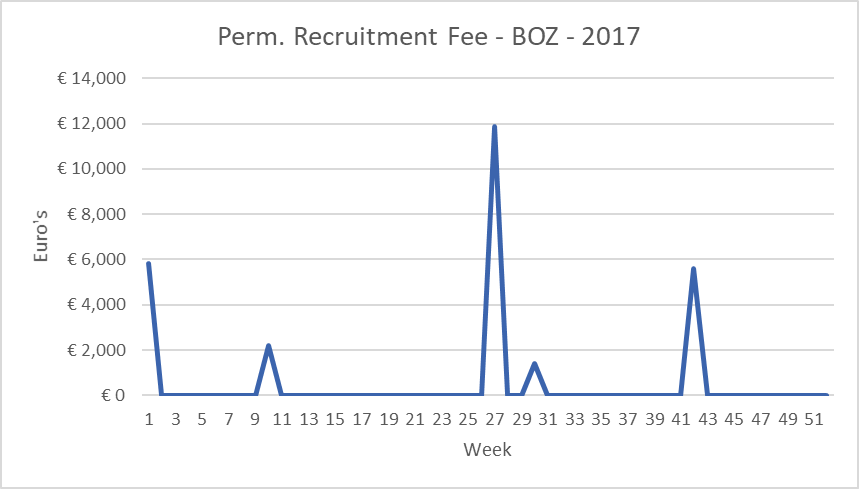 Perm. Recruitment Fee - BOZ - 2017
€ 14,000
€ 12,000
€ 10,000
€ 8,000
€ 6,000
€ 4,000
€ 2,000
€ 0
Euro's
1 3 5 7 9 11 13 15 17 19 21 23 25 27 29 31 33 35 37 39 41 43 45 47 49 51
Week